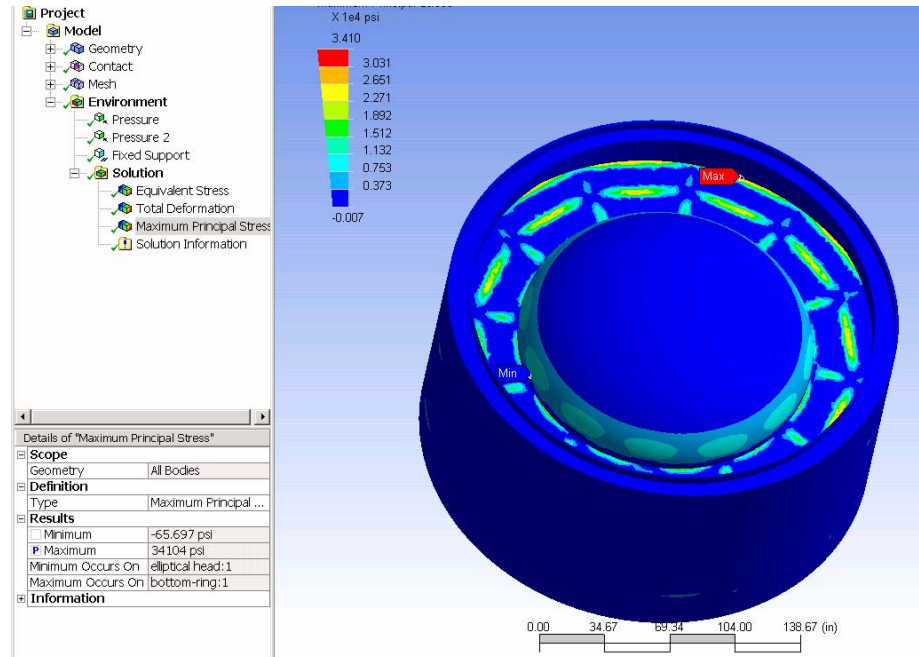 Project
Model
Geometry
Contact
Mesh
Environment
Pressure
Pressure 2
Fixed Support
Solution
Equivalent Stress
Total Deformation
Maximum Principal Stress
Solution Information
Details of "Maximum Principal Stress"
Scope
Geometry All Bodies
Definition
Type Maximum Principal ...
Results
Minimum -65.697 psi
P Maximum 34104 psi
Minimum Occurs On elliptical head:1
Maximum Occurs On bottom-ring:1
Information
Maximum Principal Stress
X 1e4 psi
3.410
3.031
2.651
2.271
1.892
1.512
1.132
0.753
0.373
-0.007
Max
Min
0.00 34.67 69.34 104.00 138.67 (in)